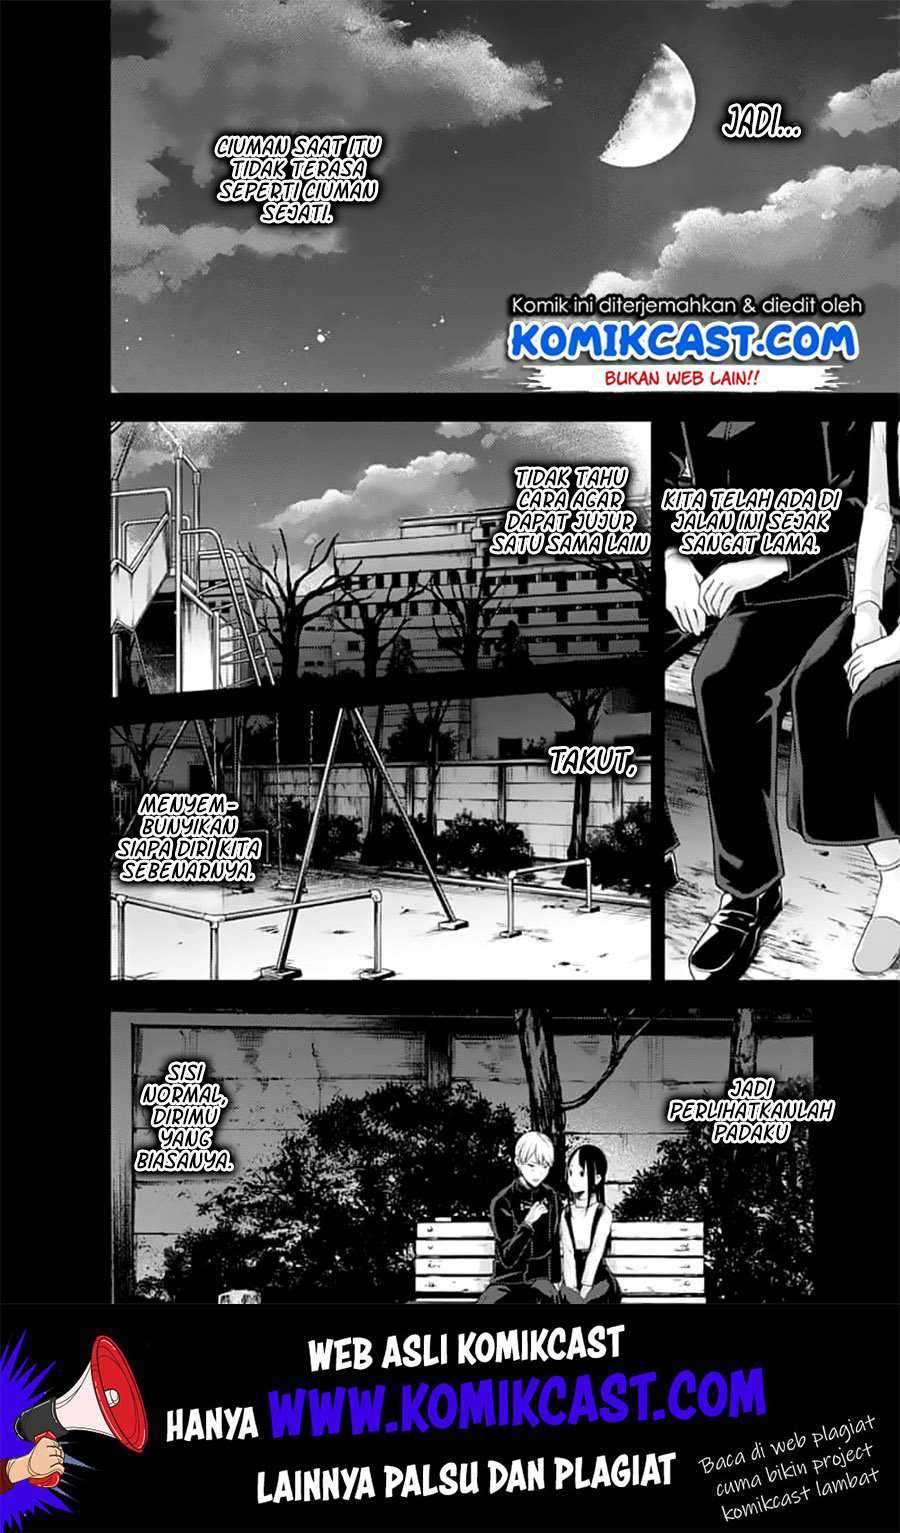 JADI...
CIUMAN SAAT ITU
TIDAK TERASA
SEPERTI CIUMAN
SEJATI.
Komik ini diterjemahkan & diedit oleh
KOMIKCAST.COM
BUKAN WEB LAIN!!
KITA TELAH ADA DI
JALAN INI SEJAK
SANGAT LAMA.
TIDAK TAHU
CARA AGAR
DAPAT JUJUR
SATU SAMA LAIN
TAKUT,
MENYEM-
BUNYIKAN
SIAPA DIRI KITA
SEBENARNYA.
JADI
PERLIHATKANLAH
PADAKU
SISI
NORMAL,
DIRIMU
YANG
BIASANYA.
WEB ASLI KOMIKCAST
HANYA WWW.KOMIKCAST.COM
LAINNYA PALSU DAN PLAGIAT
Baca di web plagiat
cuma bikin project
komikcast lambat